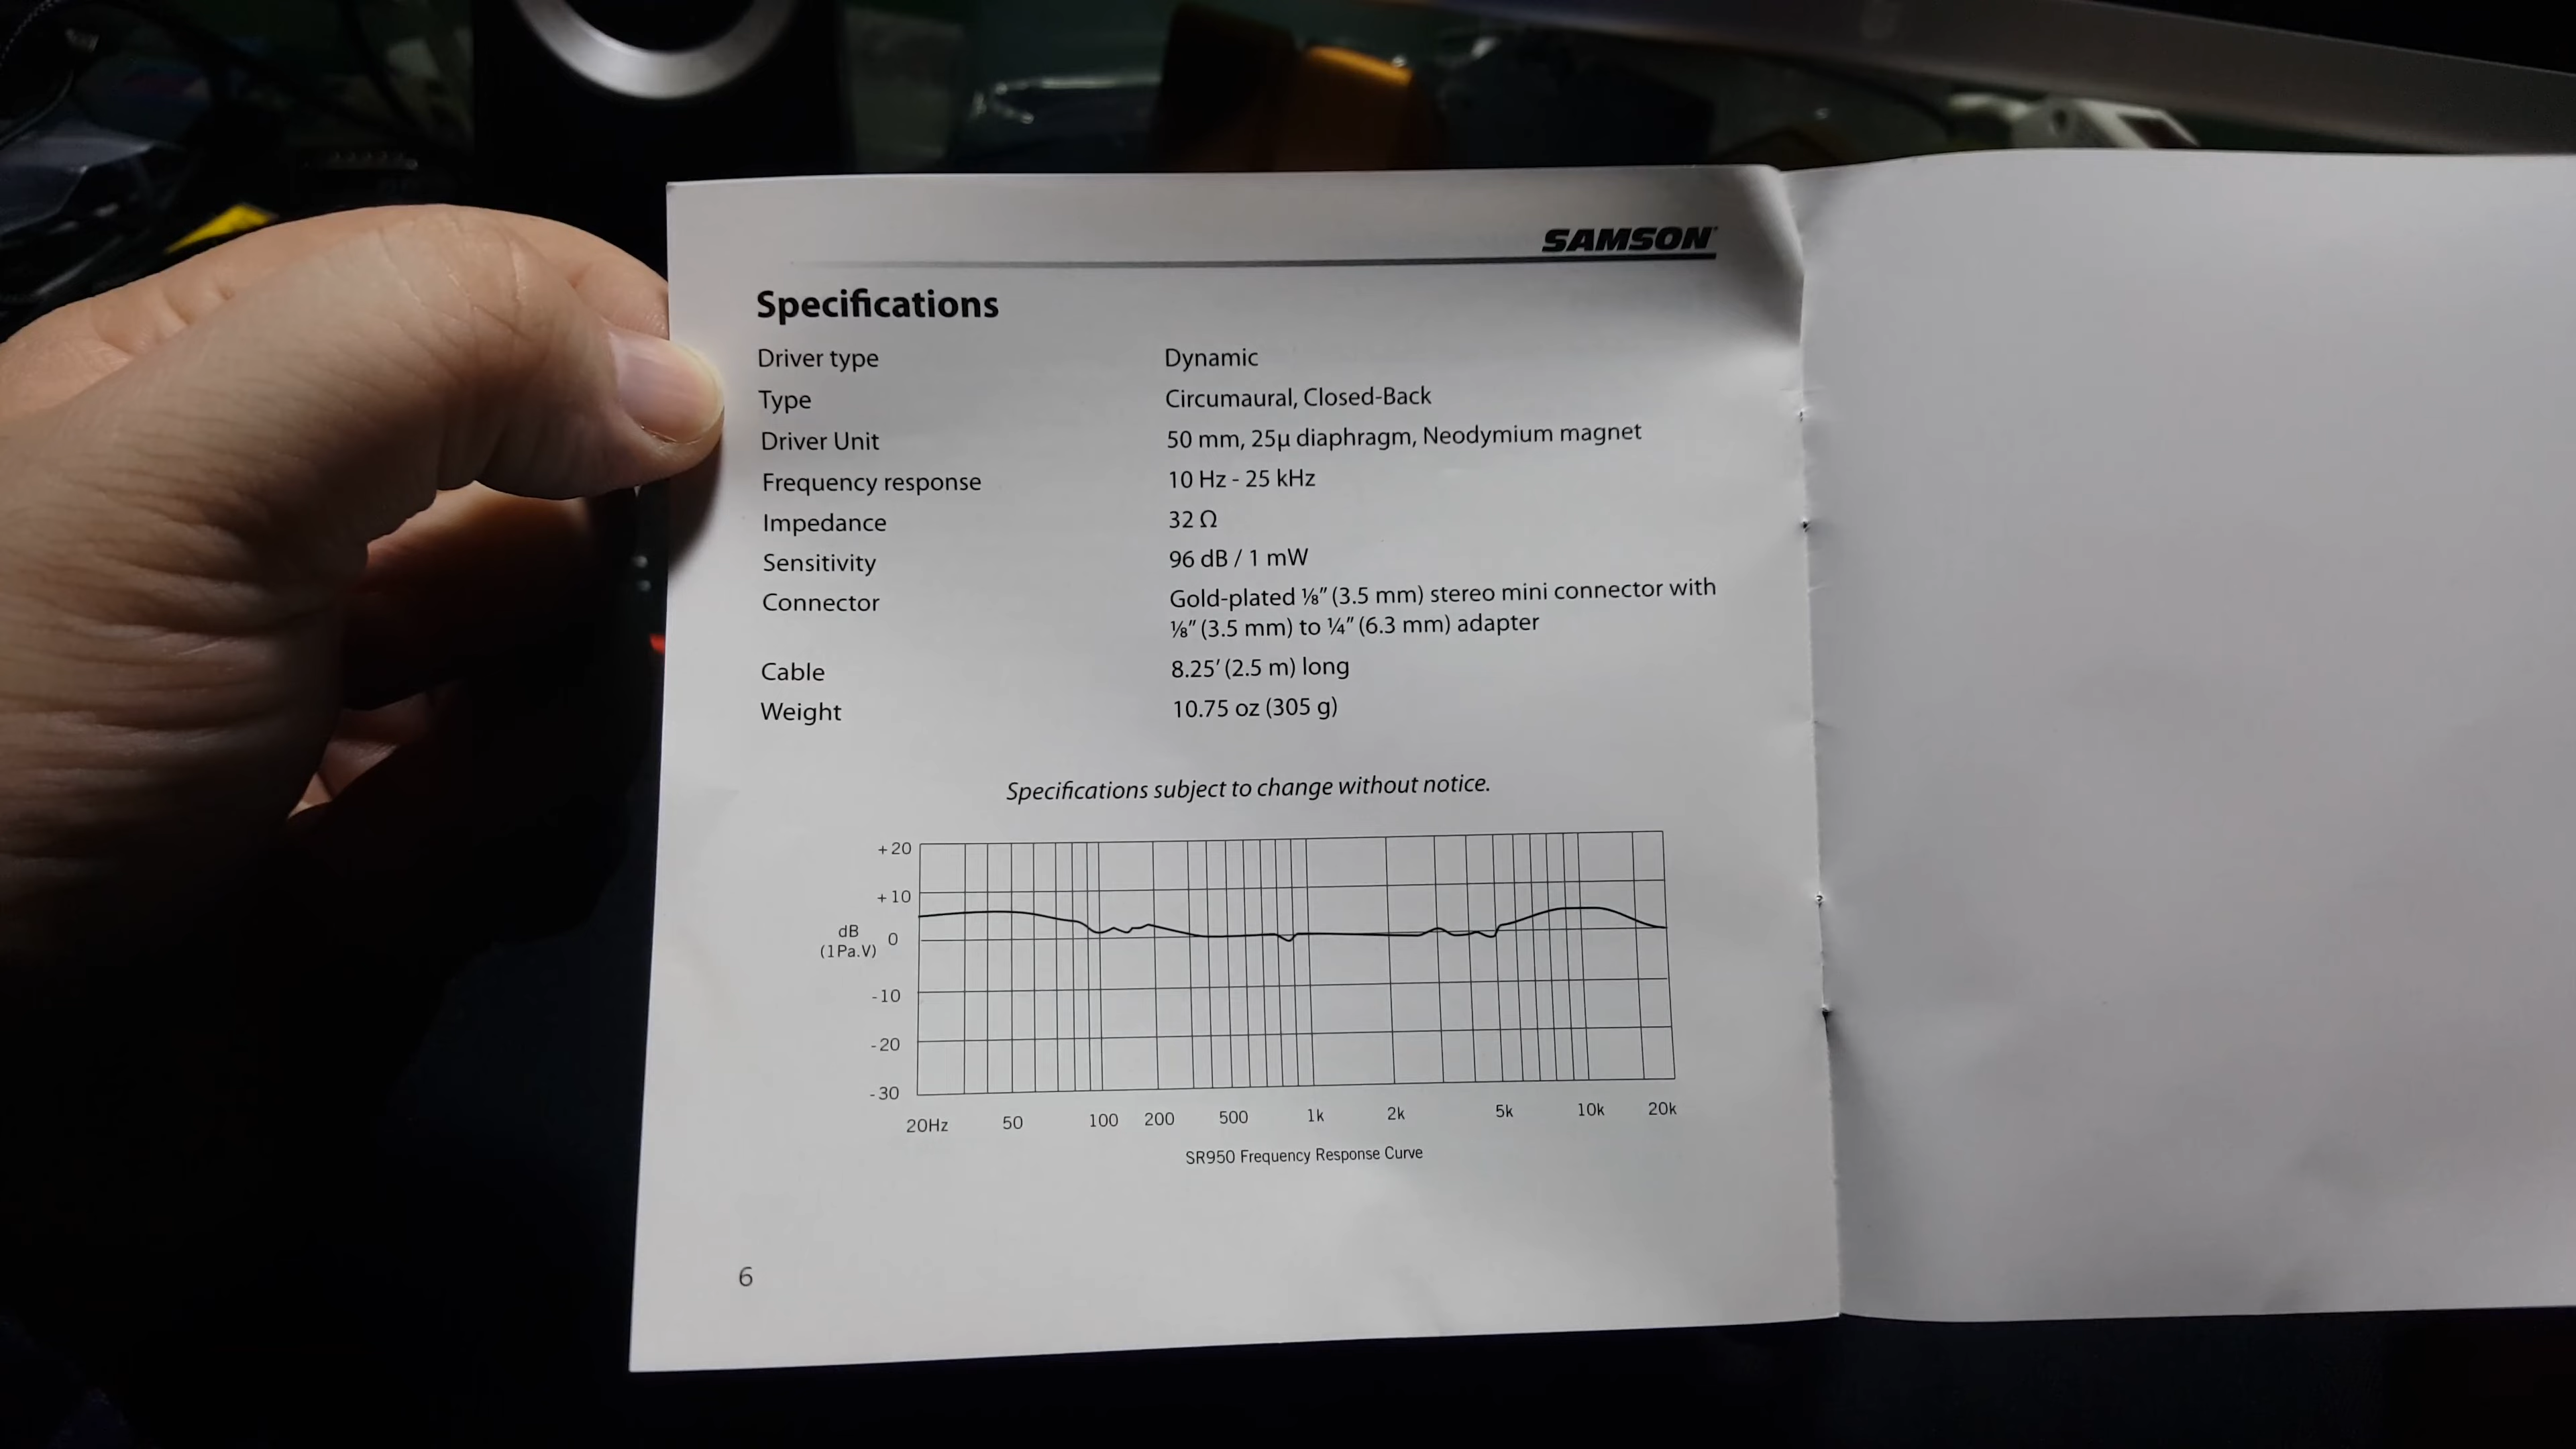 SAMSON
Specifications
Driver type Dynamic
Type Circumaural, Closed-Back
Driver Unit 50 mm, 25µ diaphragm, Neodymium magnet
Frequency response 10 Hz - 25 kHz
Impedance 32 Ω
Sensitivity 96 dB / 1 mW
Connector Gold-plated ⅛" (3.5 mm) stereo mini connector with
⅛" (3.5 mm) to ¼" (6.3 mm) adapter
Cable 8.25' (2.5 m) long
Weight 10.75 oz (305 g)
Specifications subject to change without notice.
+20
+10
dB
(1Pa.V)
0
-10
-20
-30
20Hz 50 100 200 500 1k 2k 5k 10k 20k
SR950 Frequency Response Curve
6